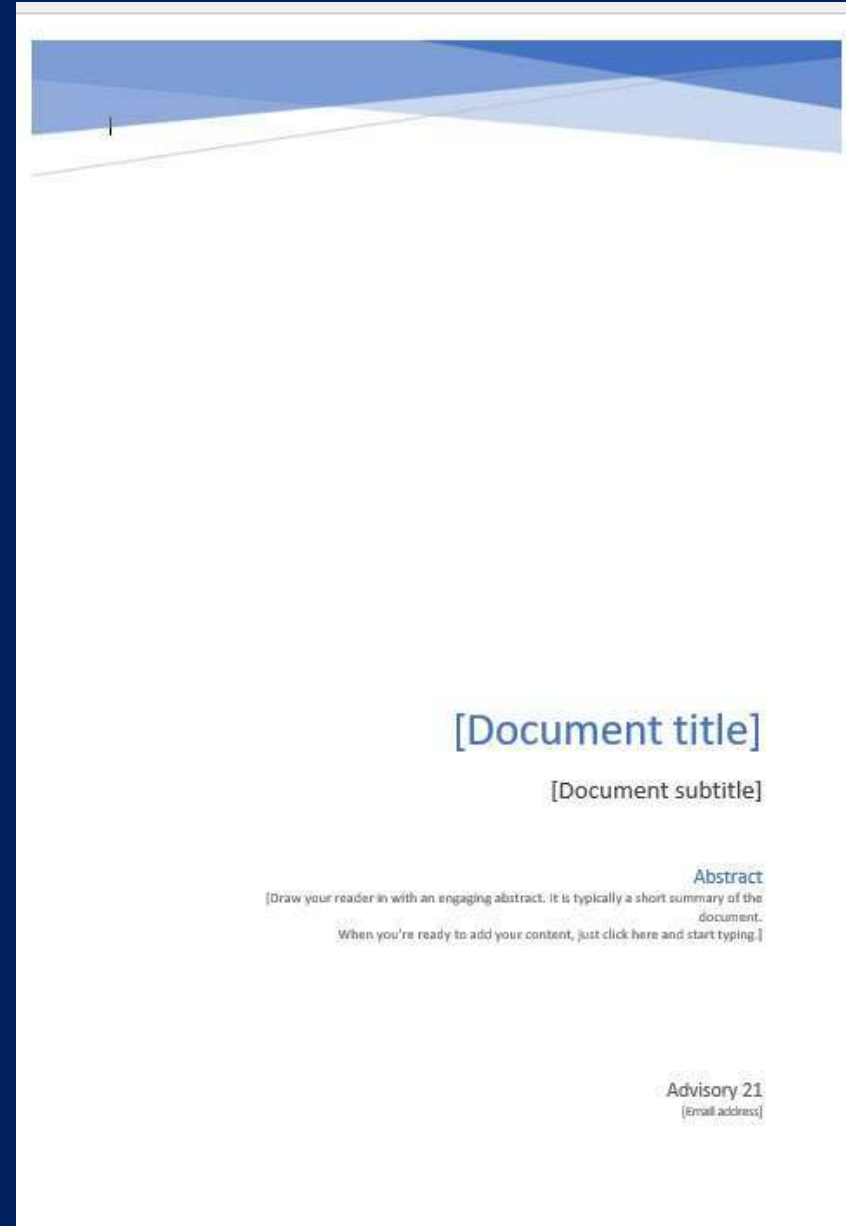 [Document title]
[Document subtitle]
Abstract
[Draw your reader in with an engaging abstract. It is typically a short summary of the
document.
When you're ready to add your content, just click here and start typing.]
Advisory 21
[Email address]